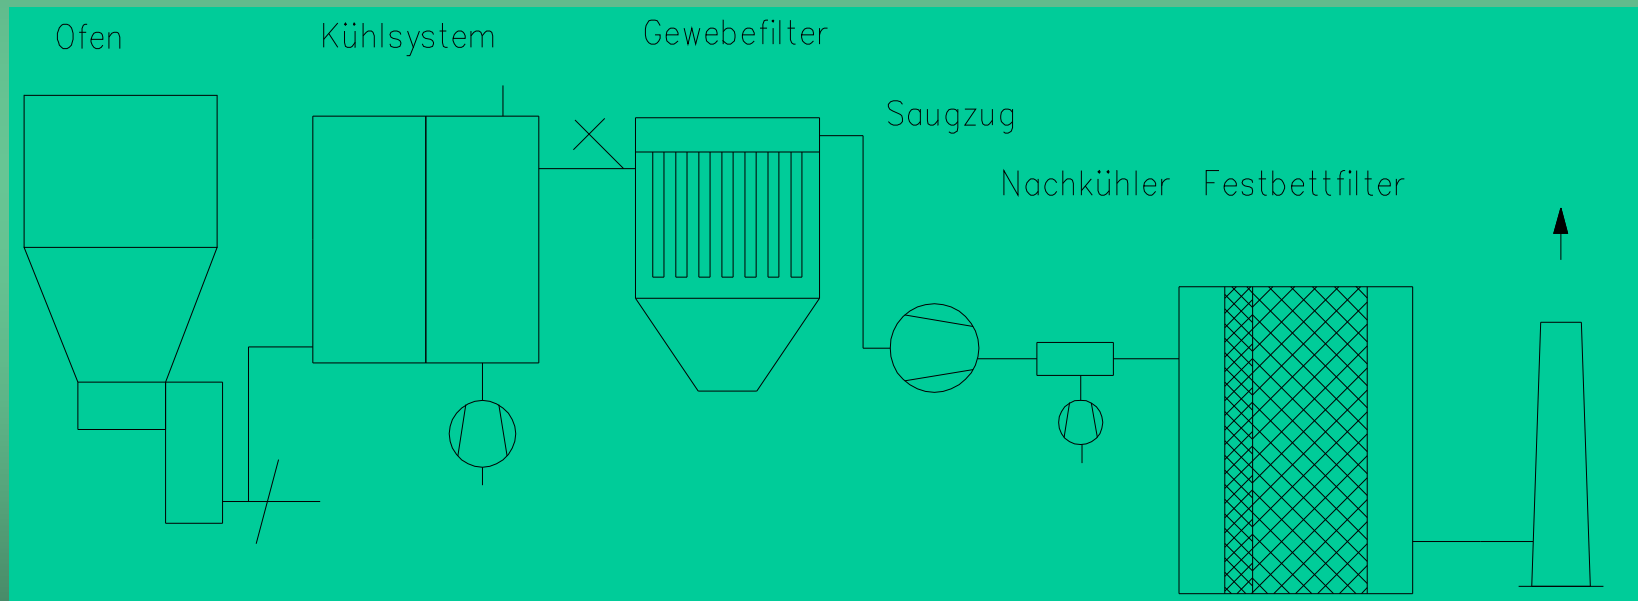 Ofen
Kühlsystem
Gewebefilter
Saugzug
Nachkühler
Festbettfilter